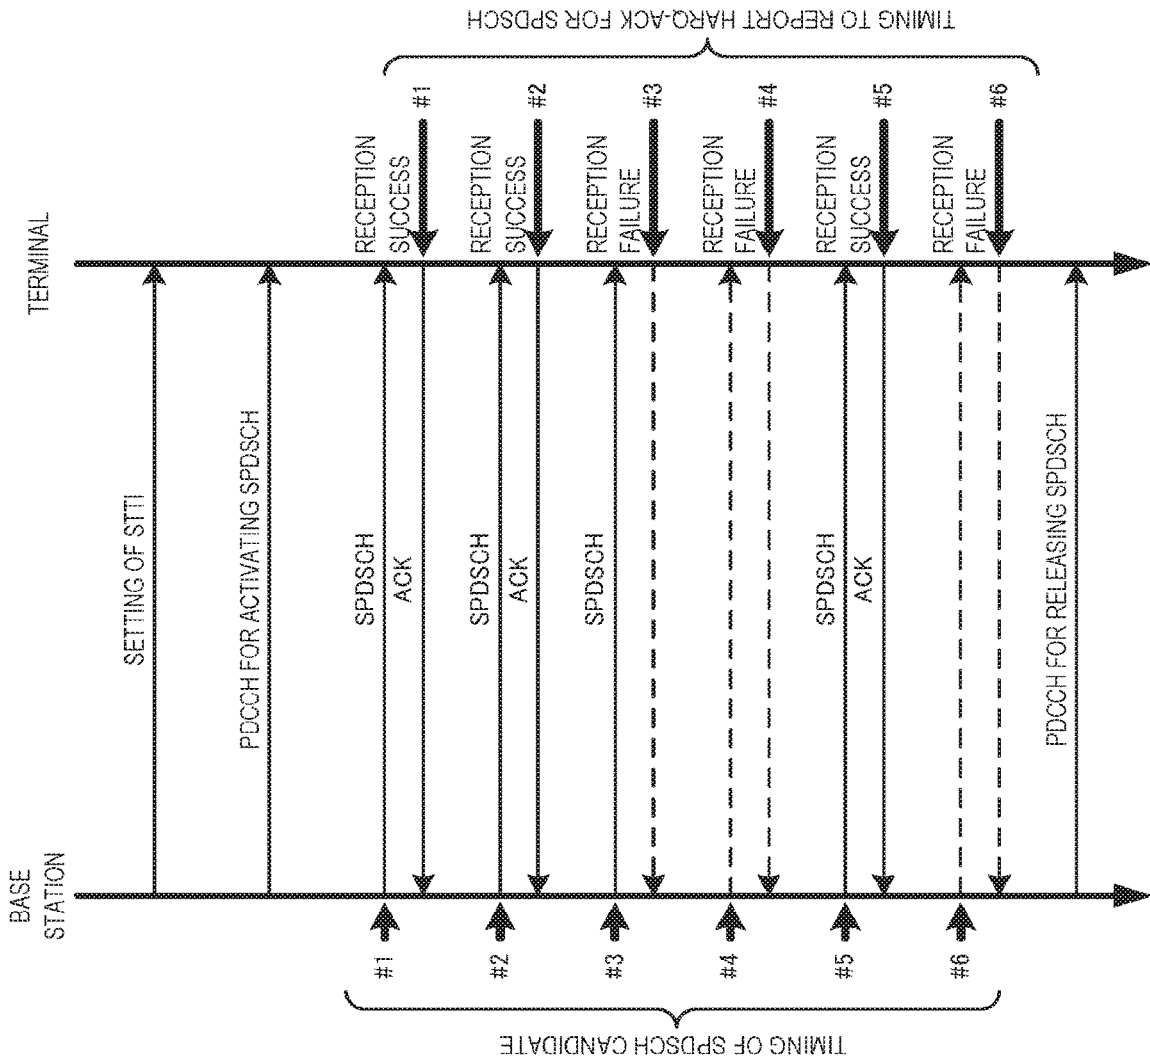 BASE
STATION
TERMINAL
SETTING OF STTI
PDCCH FOR ACTIVATING SPDSCH
#1
SPDSCH
RECEPTION
SUCCESS
ACK
#1
#2
SPDSCH
RECEPTION
SUCCESS
ACK
#2
#3
SPDSCH
RECEPTION
FAILURE
#3
#4
RECEPTION
FAILURE
#4
#5
SPDSCH
RECEPTION
SUCCESS
ACK
#5
#6
RECEPTION
FAILURE
#6
PDCCH FOR RELEASING SPDSCH
TIMING OF SPDSCH CANDIDATE
TIMING TO REPORT HARQ-ACK FOR SPDSCH